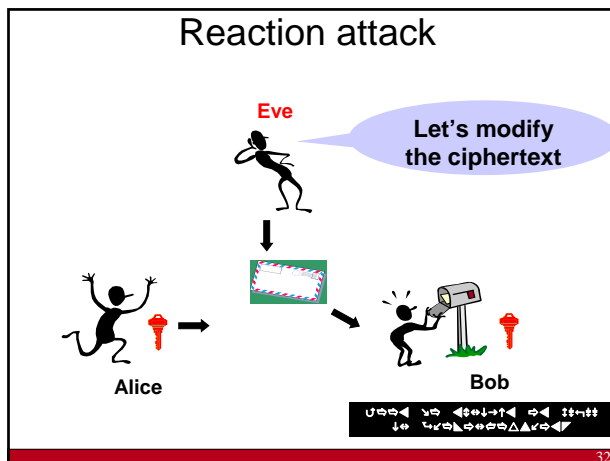 Reaction attack
Eve
Let's modify
the ciphertext
Alice
Bob
32